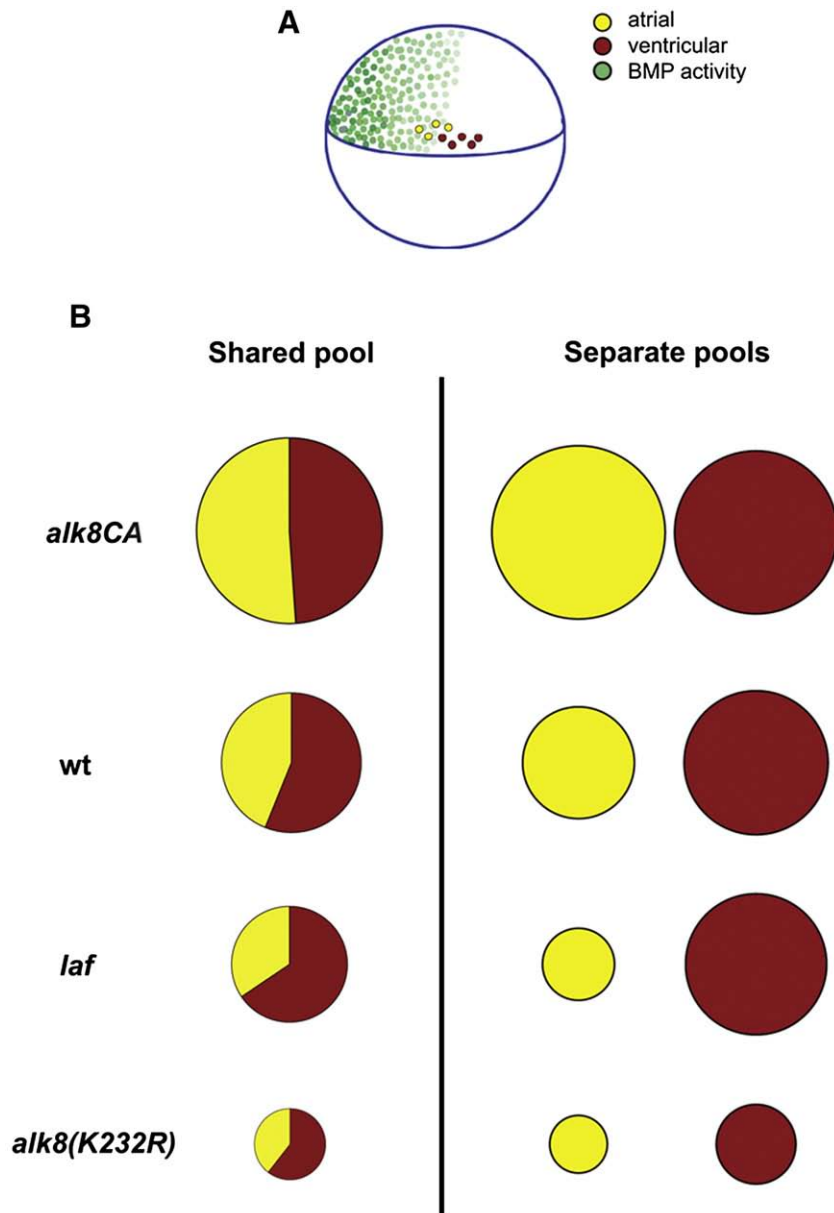 A
atrial
ventricular
BMP activity
B
Shared pool
Separate pools
alk8CA
wt
laf
alk8(K232R)